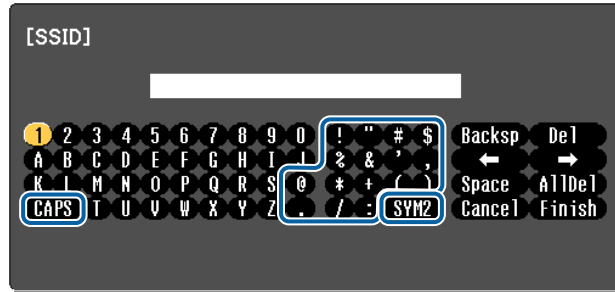 [SSID]
1 2 3 4 5 6 7 8 9 0 ! " # $ Backsp Del
A B C D E F G H I J % & ' , ← →
K L M N O P Q R S @ * + ( ) Space AllDel
CAPS T U V W X Y Z . / : SYM2 Cancel Finish